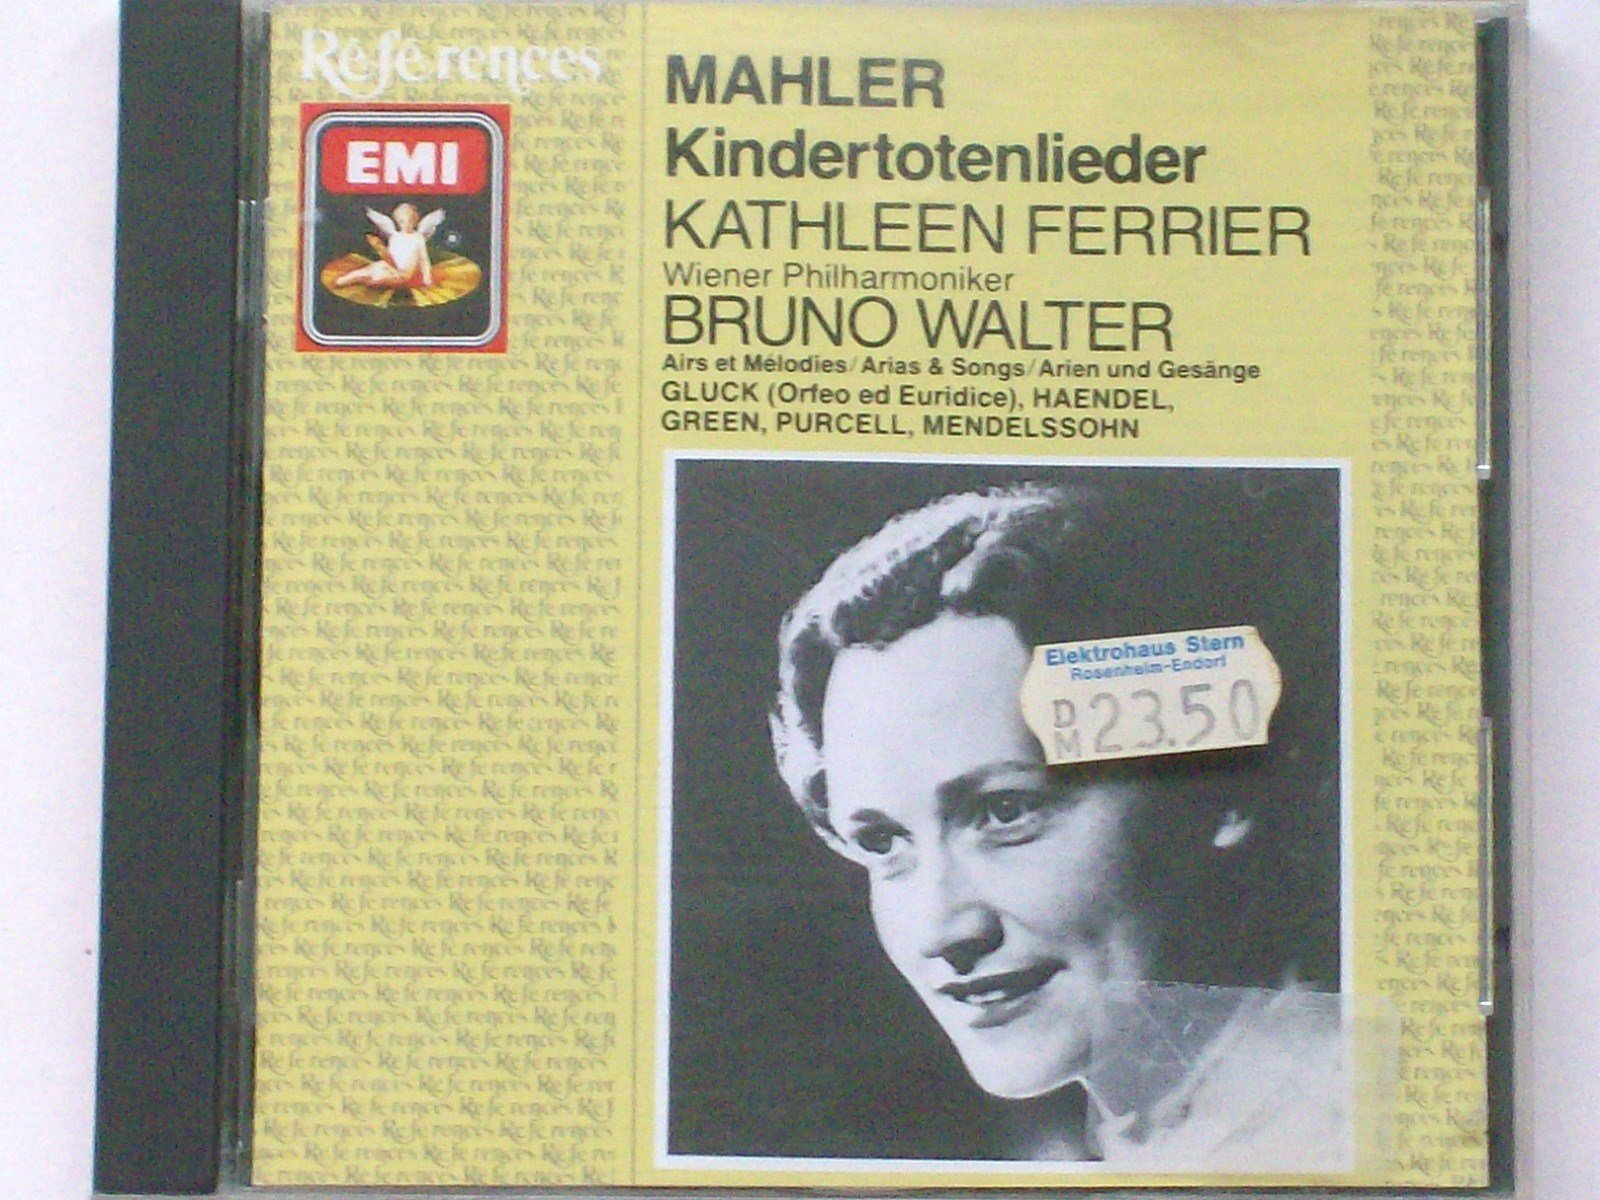 Références
EMI
MAHLER
Kindertotenlieder
KATHLEEN FERRIER
Wiener Philharmoniker
BRUNO WALTER
Airs et Mélodies/Arias & Songs/Arien und Gesänge
GLUCK (Orfeo ed Euridice), HAENDEL,
GREEN, PURCELL, MENDELSSOHN
Elektrohaus Stern
Rosenheim-Endorf
DM 23.50